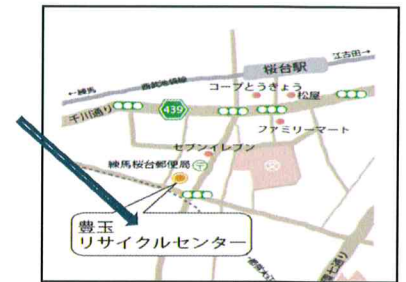 江古田→
桜台駅
←練馬
西武池袋線
コープとうきょう
松屋
千川通り
439
ファミリーマート
セブンイレブン
練馬桜台郵便局
豊玉
リサイクルセンター